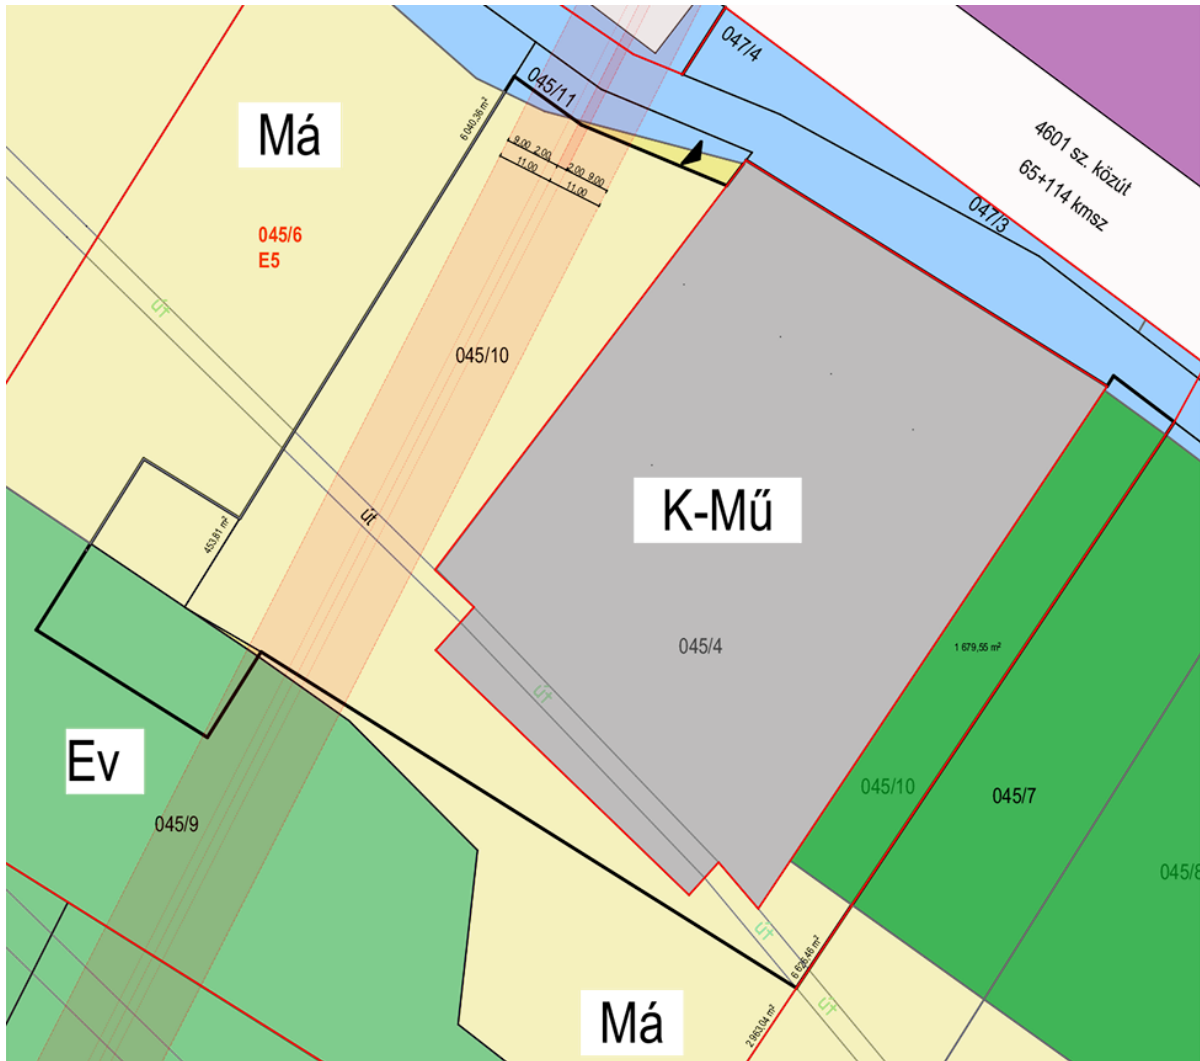 047/4
045/11
4601 sz. közút
65+114 kmsz
6 040,36 m²
Má
9,00 2,00
2,00 9,00
11,00
11,00
047/3
045/6
E5
út
045/10
K-Mű
út
453,81 m²
045/4
1 679,55 m²
út
Ev
045/10
045/7
045/9
045/8
út
6 626,46 m²
út
Má
2 963,04 m²